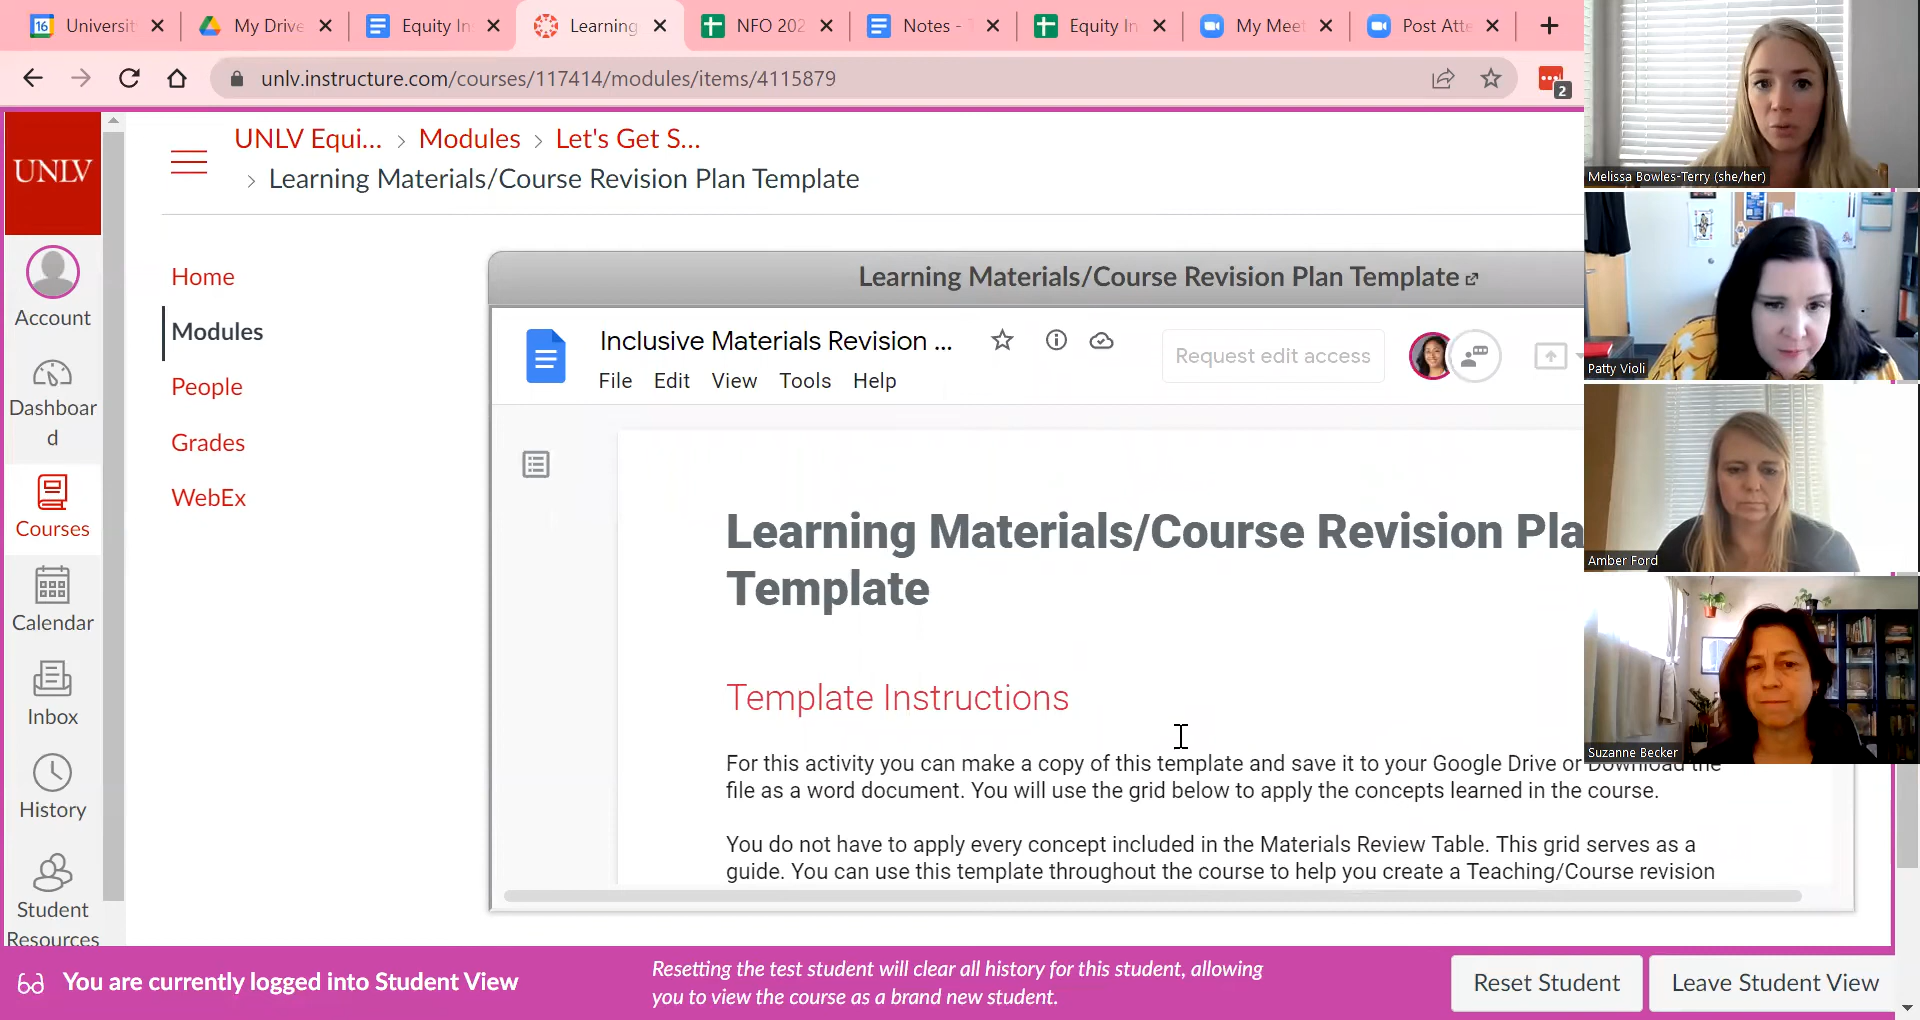 16 Universit
My Drive
Equity In
Learning
NFO 202
Notes - T
Equity In
My Meet
Post Atte
unlv.instructure.com/courses/117414/modules/items/4115879
2
UNLV
Account
Dashboar
d
Courses
Calendar
Inbox
History
Student
Resources
UNLV Equi... > Modules > Let's Get S...
> Learning Materials/Course Revision Plan Template
Home
Modules
People
Grades
WebEx
Learning Materials/Course Revision Plan Template
Inclusive Materials Revision ...
Request edit access
File Edit View Tools Help
Learning Materials/Course Revision Pla
Template
Template Instructions
For this activity you can make a copy of this template and save it to your Google Drive or Download the
file as a word document. You will use the grid below to apply the concepts learned in the course.
You do not have to apply every concept included in the Materials Review Table. This grid serves as a
guide. You can use this template throughout the course to help you create a Teaching/Course revision
Melissa Bowles-Terry (she/her)
Patty Violi
Amber Ford
Suzanne Becker
You are currently logged into Student View
Resetting the test student will clear all history for this student, allowing
you to view the course as a brand new student.
Reset Student
Leave Student View